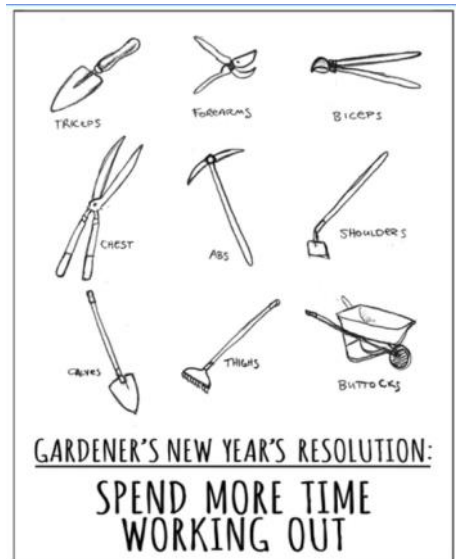 TRICEPS
FOREARMS
BICEPS
CHEST
ABS
SHOULDERS
CALVES
THIGHS
BUTTOCKS
GARDENER'S NEW YEAR'S RESOLUTION:
SPEND MORE TIME
WORKING OUT